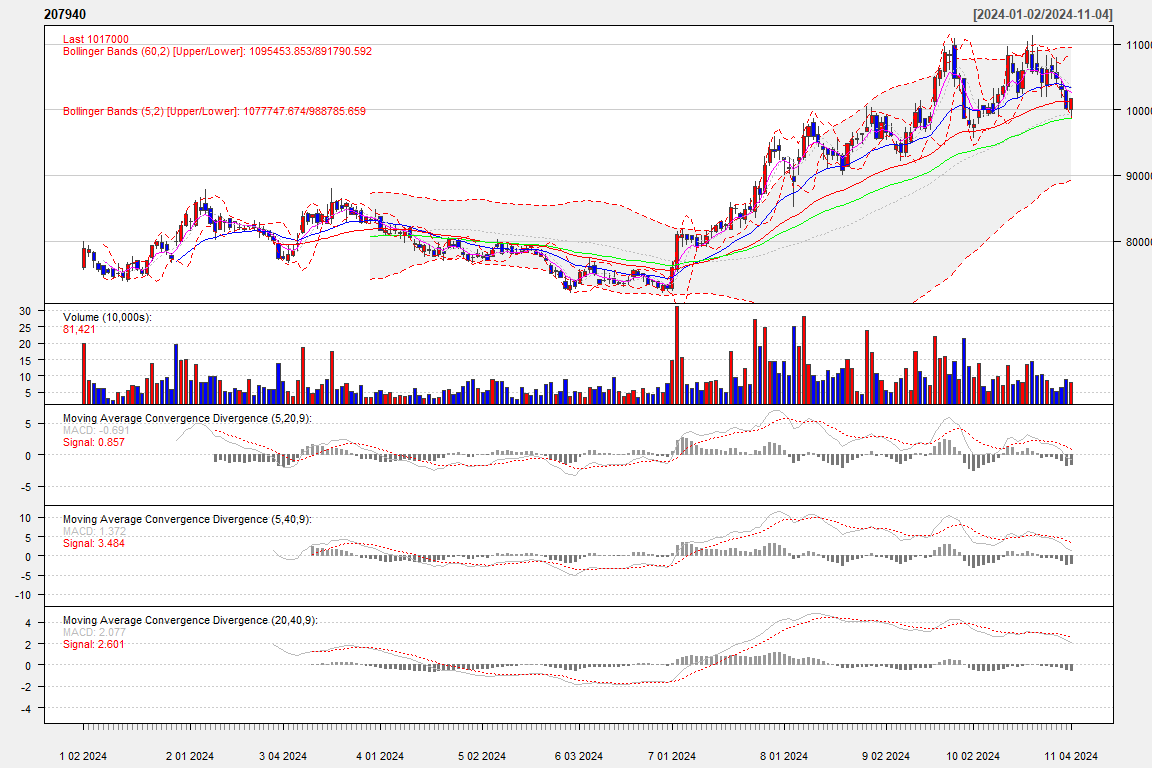 207940 [2024-01-02/2024-11-04]
Last 1017000
Bollinger Bands (60,2) [Upper/Lower]: 1095453.853/891790.592
Bollinger Bands (5,2) [Upper/Lower]: 1077747.674/988785.659
11000
10000
90000
80000
Volume (10,000s):
81,421
30
25
20
15
10
5
Moving Average Convergence Divergence (5,20,9):
MACD: -0.691
Signal: 0.857
5
0
-5
Moving Average Convergence Divergence (5,40,9):
MACD: 1.372
Signal: 3.484
10
5
0
-5
-10
Moving Average Convergence Divergence (20,40,9):
MACD: 2.077
Signal: 2.601
4
2
0
-2
-4
1 02 2024 2 01 2024 3 04 2024 4 01 2024 5 02 2024 6 03 2024 7 01 2024 8 01 2024 9 02 2024 10 02 2024 11 04 2024